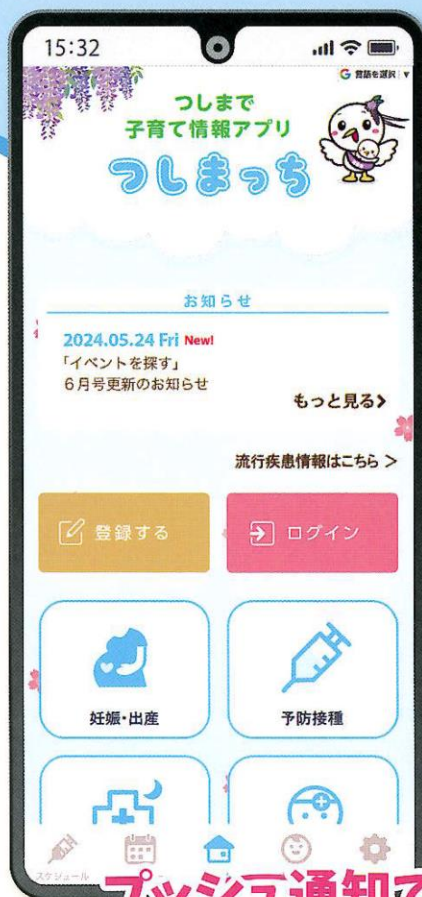 15:32
G 言語を選択 ▼
つしまで
子育て情報アプリ
つしまっち
お知らせ
2024.05.24 Fri New!
「イベントを探す」
6月号更新のお知らせ
もっと見る>
流行疾患情報はこちら >
登録する
ログイン
妊娠・出産
予防接種
スケジュール
プッシュ通知で